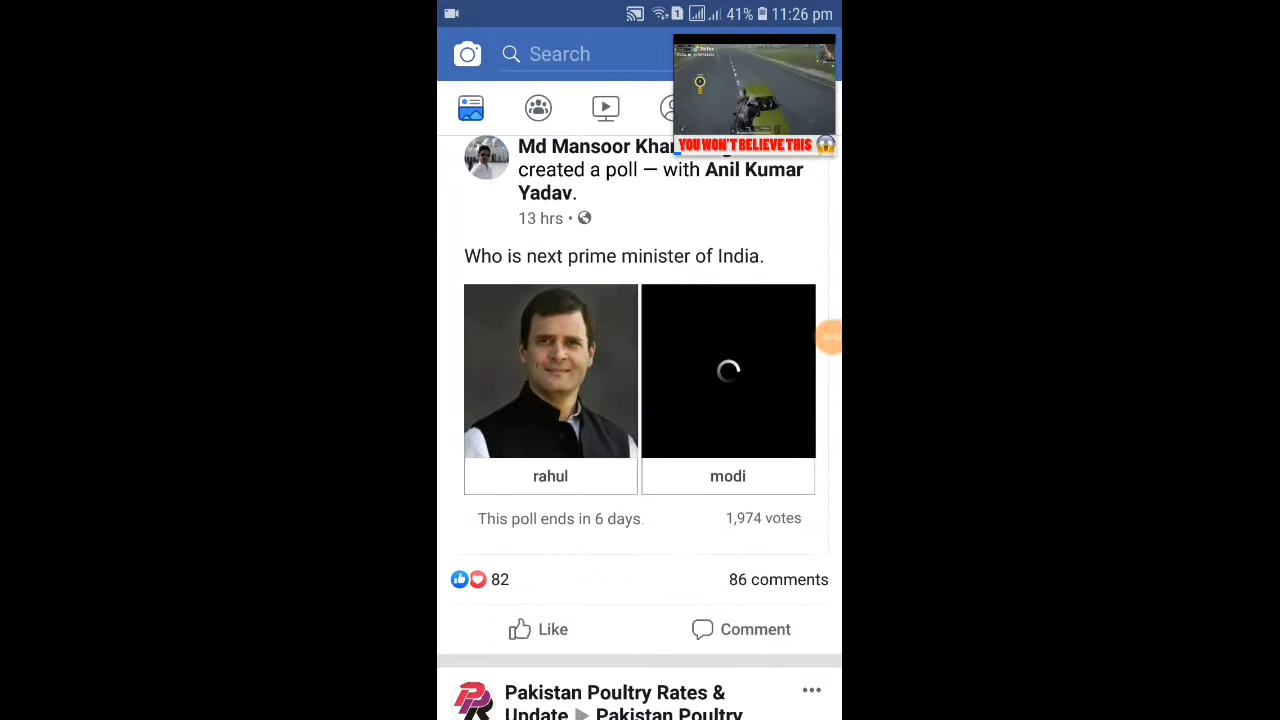 41% 11:26 pm
Search
YOU WON'T BELIEVE THIS
Md Mansoor Khan
created a poll — with Anil Kumar
Yadav.
13 hrs
Who is next prime minister of India.
rahul
modi
This poll ends in 6 days.
1,974 votes
82
86 comments
Like
Comment
Pakistan Poultry Rates &
Update ▶ Pakistan Poultry